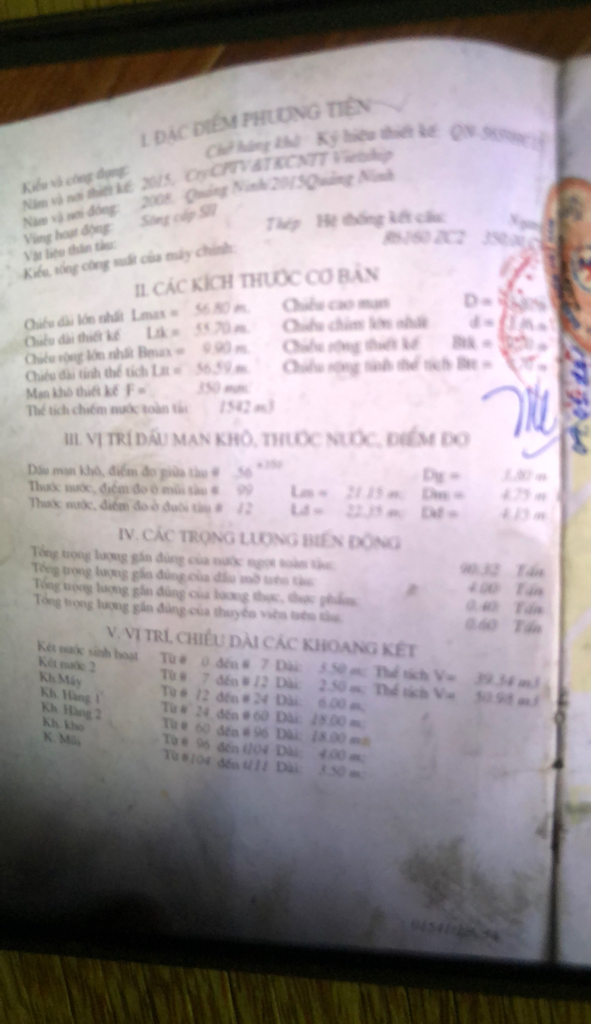 I. ĐẶC ĐIỂM PHƯƠNG TIỆN
Kiểu và công dụng: Chở hàng khô Ký hiệu thiết kế:
Năm và nơi thiết kế: 2015, CtyCPTV&TKCNTT Vietship
Năm và nơi đóng: 2008, Quảng Ninh/2015Quảng Ninh
Vùng hoạt động: Sông cấp SII
Vật liệu thân tàu: Thép Hệ thống kết cấu:
Kiểu, tổng công suất của máy chính:
II. CÁC KÍCH THƯỚC CƠ BẢN
Chiều dài lớn nhất Lmax = 56.80 m. Chiều cao mạn D =
Chiều dài thiết kế Ltk = 55.70 m. Chiều chìm lớn nhất d =
Chiều rộng lớn nhất Bmax = 9.90 m. Chiều rộng thiết kế Btk =
Chiều dài tính thể tích Ltt = 56.59 m. Chiều rộng tính thể tích Btt =
Mạn khô thiết kế F = 350 mm.
Thể tích chiếm nước toàn tải 1542 m3
III. VỊ TRÍ DẤU MẠN KHÔ, THƯỚC NƯỚC, ĐIỂM ĐO
Dấu mạn khô, điểm đo giữa tàu # 56 Dg = m
Thước nước, điểm đo ở mũi tàu # 99 Lm = 21.15 m. Dm = 4.75 m
Thước nước, điểm đo ở đuôi tàu # 12 Ld = 22.35 m. Dđ = 4.15 m
IV. CÁC TRỌNG LƯỢNG BIẾN ĐỘNG
Tổng trọng lượng gần đúng của nước ngọt toàn tàu: 90.32 Tấn
Tổng trọng lượng gần đúng của dầu mỡ trên tàu: 4.00 Tấn
Tổng trọng lượng gần đúng của lương thực, thực phẩm: 0.40 Tấn
Tổng trọng lượng gần đúng của thuyền viên trên tàu: 0.60 Tấn
V. VỊ TRÍ, CHIỀU DÀI CÁC KHOANG KÉT
Két nước sinh hoạt Từ # 0 đến # 7 Dài: 3.50 m; Thể tích V= 39.34 m3
Két nước 2 Từ # 7 đến # 12 Dài: 2.50 m; Thể tích V= 50.98 m3
Kh.Máy Từ # 12 đến # 24 Dài: 6.00 m;
Kh. Hàng 1 Từ # 24 đến # 60 Dài: 18.00 m;
Kh. Hàng 2 Từ # 60 đến # 96 Dài: 18.00 m;
Kh. kho Từ # 96 đến #104 Dài: 4.00 m;
K. Mũi Từ #104 đến #111 Dài: 3.50 m;